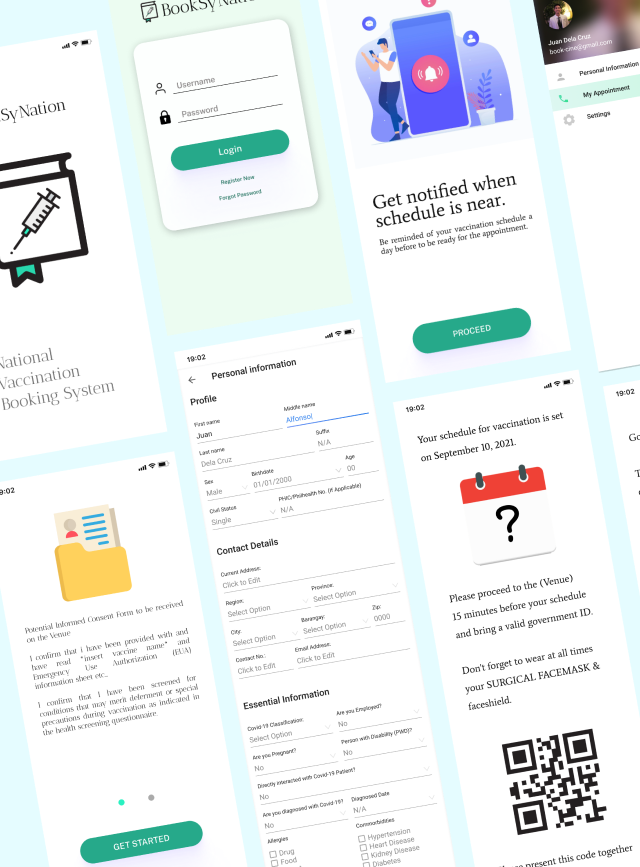 SyNation
National
Vaccination
Booking System
BookSyNation
Username
Password
Login
Register Now
Forgot Password
Get notified when
schedule is near.
Be reminded of your vaccination schedule a
day before to be ready for the appointment.
PROCEED
Juan Dela Cruz
book-one@gmail.com
Personal Information
My Appointment
Settings
9:02
Potential Informed Consent Form to be received
on the Venue
I confirm that i have been provided with and
have read "insert vaccine name" and
Emergency Use Authorization (EUA)
information sheet etc..
I confirm that I have been screened for
conditions that may merit deferment or special
precautions during vaccination as indicated in
the health screening questionnaire.
GET STARTED
19:02
Personal information
Profile
First name
Middle name
Juan
Alfonso
Last name
Suffix
Dela Cruz
N/A
Sex
Birthdate
Age
Male
01/01/2000
00
Civil Status
PHIC/Philhealth No. (If Applicable)
Single
N/A
Contact Details
Current Address:
Click to Edit
Region:
Province:
Select Option
Select Option
City:
Barangay:
Zip:
Select Option
Select Option
0000
Contact No.:
Email Address:
Click to Edit
Click to Edit
Essential Information
Covid-19 Classification:
Are you Employed?
Select Option
No
Are you Pregnant?
Person with Disability (PWD)?
No
No
Directly interacted with Covid-19 Patient?
No
Are you diagnosed with Covid-19?
Diagnosed Date
No
N/A
Allergies
Commorbidities
Drug
Food
Hypertension
Heart Disease
Kidney Disease
Diabetes
19:02
Your schedule for vaccination is set
on September 10, 2021.
?
Please proceed to the (Venue)
15 minutes before your schedule
and bring a valid government ID.
Don't forget to wear at all times
your SURGICAL FACEMASK &
faceshield.
present this code together
19:02